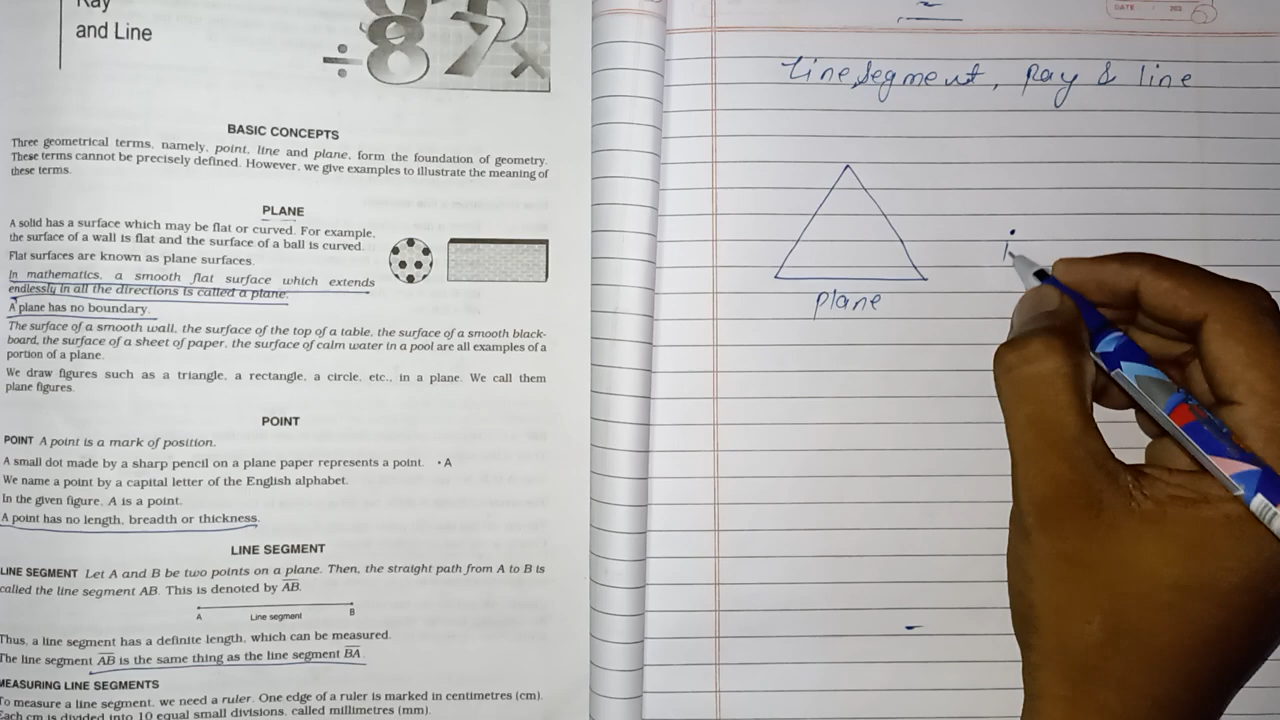 Ray
and Line
÷ 8 7 x
BASIC CONCEPTS
Three geometrical terms, namely, point, line and plane, form the foundation of geometry.
These terms cannot be precisely defined. However, we give examples to illustrate the meaning of
these terms.
PLANE
A solid has a surface which may be flat or curved. For example,
the surface of a wall is flat and the surface of a ball is curved.
Flat surfaces are known as plane surfaces.
In mathematics, a smooth flat surface which extends
endlessly in all the directions is called a plane.
A plane has no boundary.
The surface of a smooth wall, the surface of the top of a table, the surface of a smooth black-
board, the surface of a sheet of paper, the surface of calm water in a pool are all examples of a
portion of a plane.
We draw figures such as a triangle, a rectangle, a circle, etc., in a plane. We call them
plane figures.
POINT
POINT A point is a mark of position.
A small dot made by a sharp pencil on a plane paper represents a point. • A
We name a point by a capital letter of the English alphabet.
In the given figure, A is a point.
A point has no length, breadth or thickness.
LINE SEGMENT
LINE SEGMENT Let A and B be two points on a plane. Then, the straight path from A to B is
called the line segment AB. This is denoted by A̅B̅.
A Line segment B
Thus, a line segment has a definite length, which can be measured.
The line segment A̅B̅ is the same thing as the line segment B̅A̅.
MEASURING LINE SEGMENTS
To measure a line segment, we need a ruler. One edge of a ruler is marked in centimetres (cm).
Each cm is divided into 10 equal small divisions, called millimetres (mm).
DATE
Line segment, Ray & line
plane